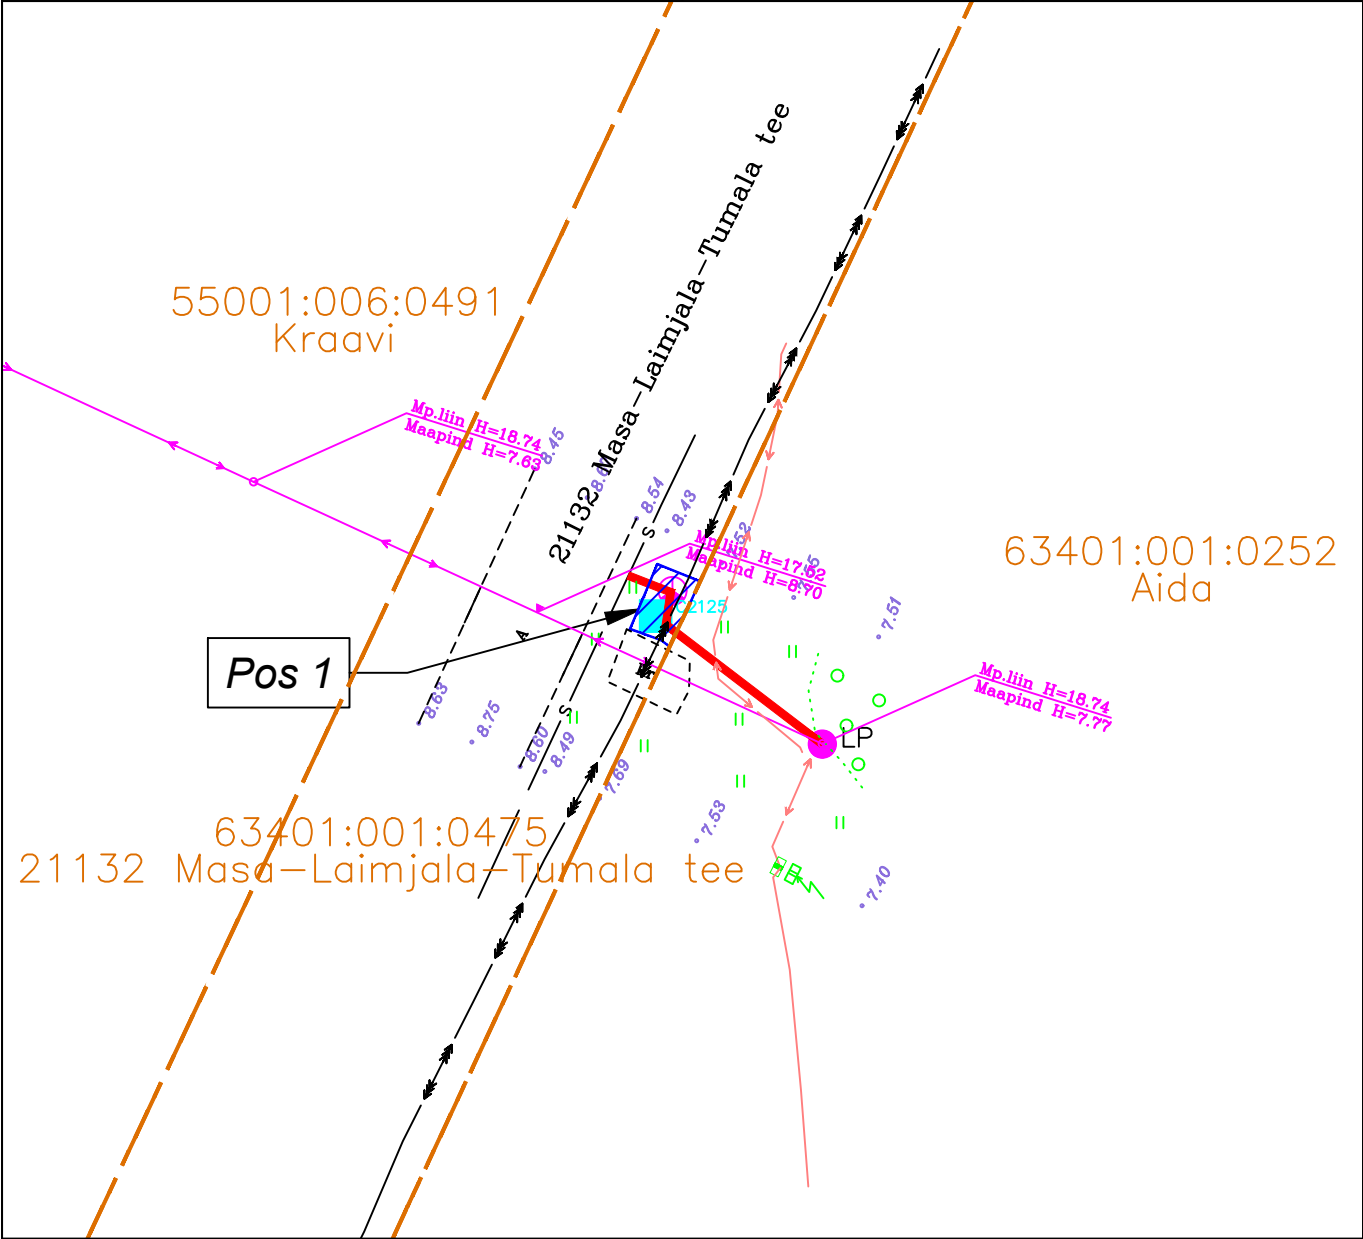 21132 Masa-Laimjala-Tumala tee
55001:006:0491
Kraavi
Mp.liin H=18.74
Maapind H=7.63
8.45
8.54
8.43
S
Mp.liin H=17.52
Maapind H=8.70
63401:001:0252
Aida
C2125
7.51
A
Pos 1
Mp.liin H=18.74
Maapind H=7.77
8.63
8.75
S
8.60
8.49
LP
7.69
7.53
63401:001:0475
21132 Masa-Laimjala-Tumala tee
7.40